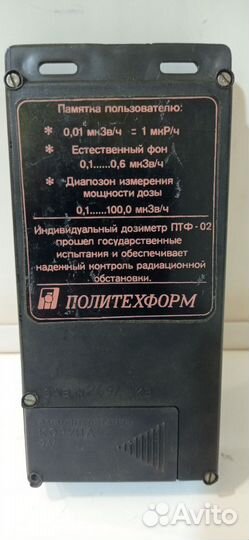 Памятка пользователю:
* 0,01 мкЗв/ч = 1 мкР/ч
* Естественный фон
0,1......0,6 мкЗв/ч
* Диапозон измерения
мощности дозы
0,1......100,0 мкЗв/ч
Индивидуальный дозиметр ПТФ-02
прошел государственные
испытания и обеспечивает
надежный контроль радиационной
обстановки.
ПОЛИТЕХФОРМ
Avito